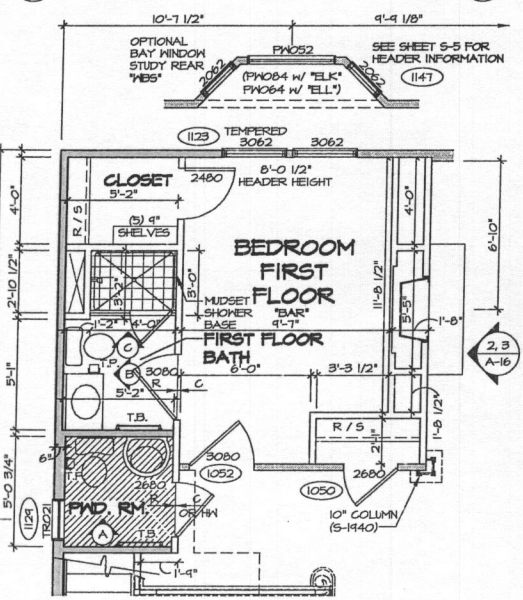 10'-7 1/2"
9'-9 1/8"
OPTIONAL
BAY WINDOW
STUDY REAR
"WBS"
2062
PW052
2062
(PW084 W/ "ELK"
PW064 W/ "ELL")
SEE SHEET S-5 FOR
HEADER INFORMATION
1147
1123
TEMPERED
3062
3062
8'-0 1/2"
HEADER HEIGHT
2480
CLOSET
5'-2"
R / S
4'-0"
4'-0"
6'-10"
(5) 9"
SHELVES
BEDROOM
FIRST
FLOOR
"BAR"
9'-7"
11'-8 1/2"
2'-10 1/2"
3'-2"
3'-0"
MUDSET
SHOWER
BASE
5'-5"
1'-8"
1'-2"
4'-0"
FIRST FLOOR
BATH
C
T.P.
B
3080
R
C
6'-0"
3'-3 1/2"
2, 3
A-16
5'-1"
5'-2"
T.B.
R / S
2'-1"
1'-8 1/2"
3080
1052
1050
2680
6"
T.P.
2680
R
C
OR HW
PWD. RM.
A
T.B.
5'-0 3/4"
1129
TR021
10" COLUMN
(S-1940)
1'-9"